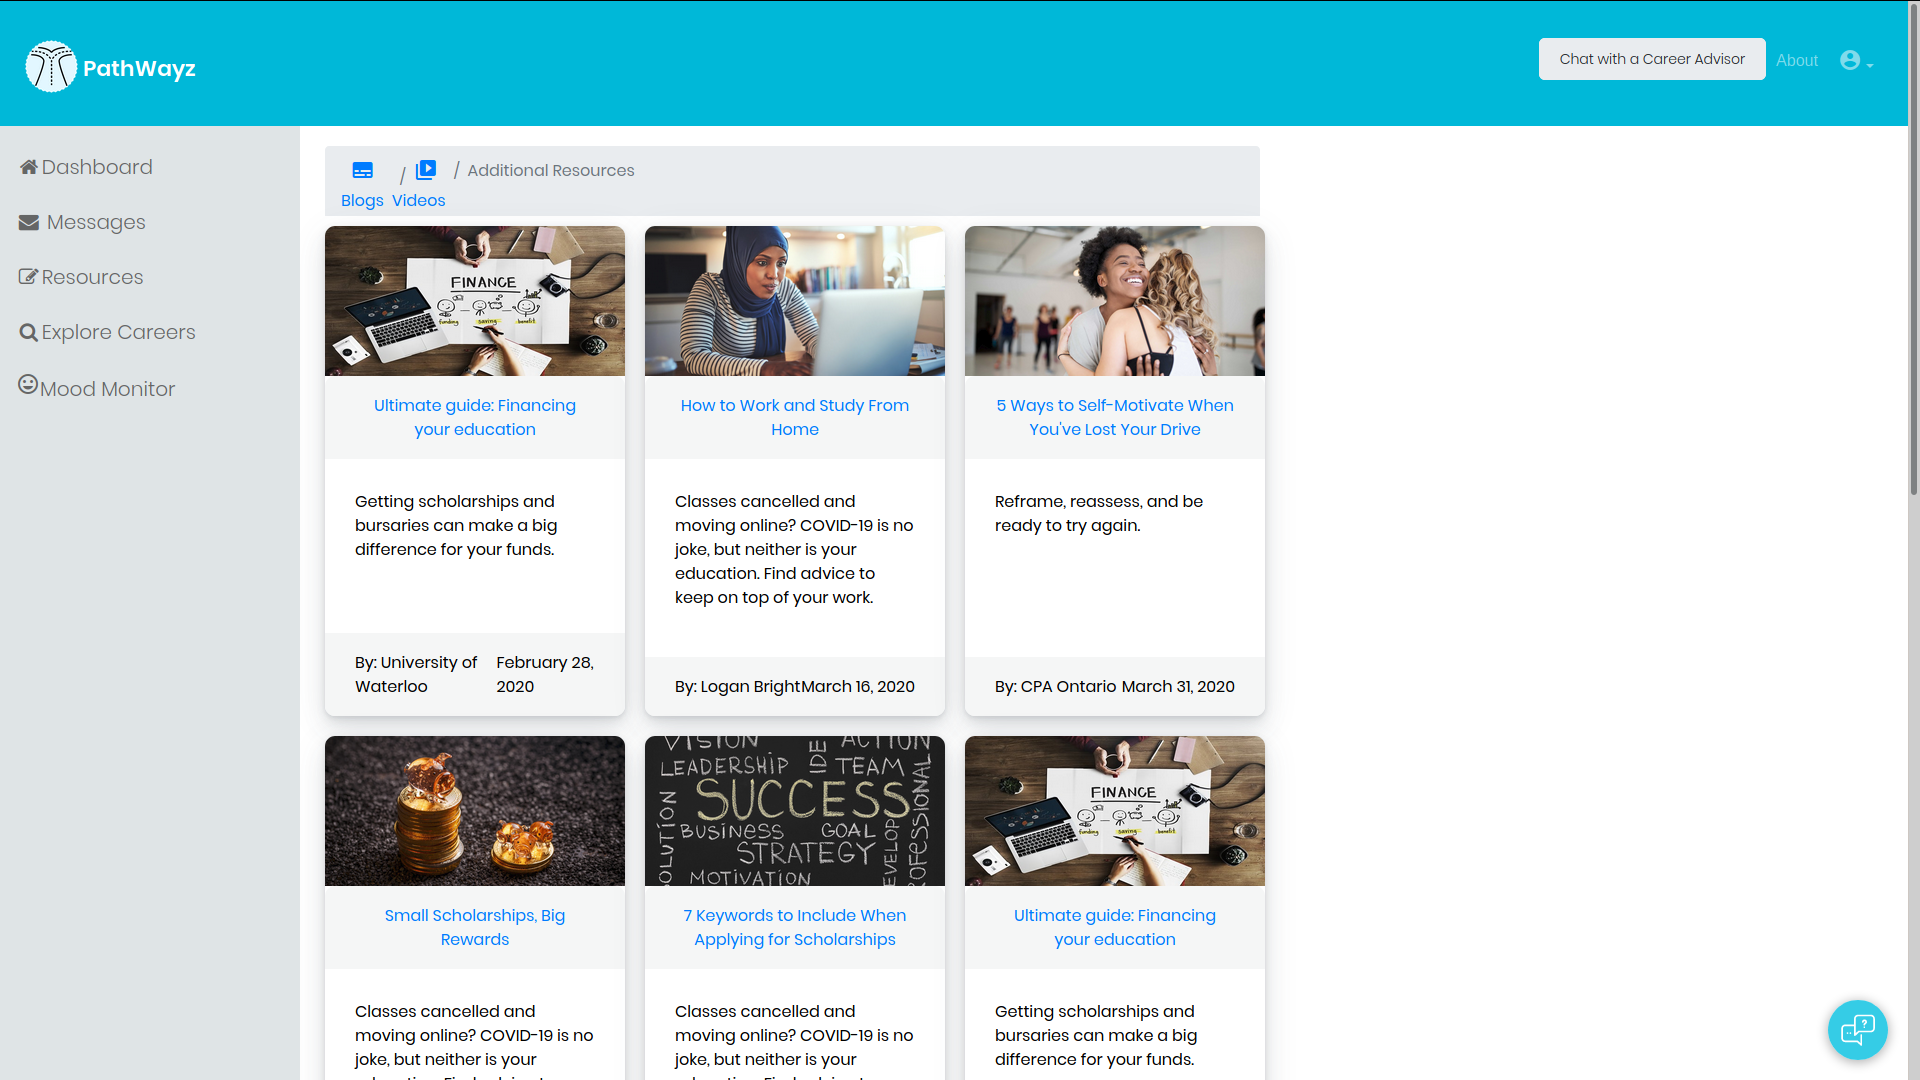 PathWayz
Chat with a Career Advisor
About
Dashboard
Messages
Resources
Explore Careers
Mood Monitor
/
/ Additional Resources
Blogs Videos
FINANCE
funding saving benefit
Ultimate guide: Financing
your education
Getting scholarships and
bursaries can make a big
difference for your funds.
By: University of
Waterloo
February 28,
2020
How to Work and Study From
Home
Classes cancelled and
moving online? COVID-19 is no
joke, but neither is your
education. Find advice to
keep on top of your work.
By: Logan Bright
March 16, 2020
5 Ways to Self-Motivate When
You've Lost Your Drive
Reframe, reassess, and be
ready to try again.
By: CPA Ontario
March 31, 2020
Small Scholarships, Big
Rewards
Classes cancelled and
moving online? COVID-19 is no
joke, but neither is your
VISION
IDE
ACTION
LEADERSHIP
TEAM
SUCCESS
BUSINESS
GOAL
STRATEGY
MOTIVATION
OLUTION
EVELOP
ROFESSIONAL
7 Keywords to Include When
Applying for Scholarships
Classes cancelled and
moving online? COVID-19 is no
joke, but neither is your
FINANCE
funding saving benefit
Ultimate guide: Financing
your education
Getting scholarships and
bursaries can make a big
difference for your funds.
?